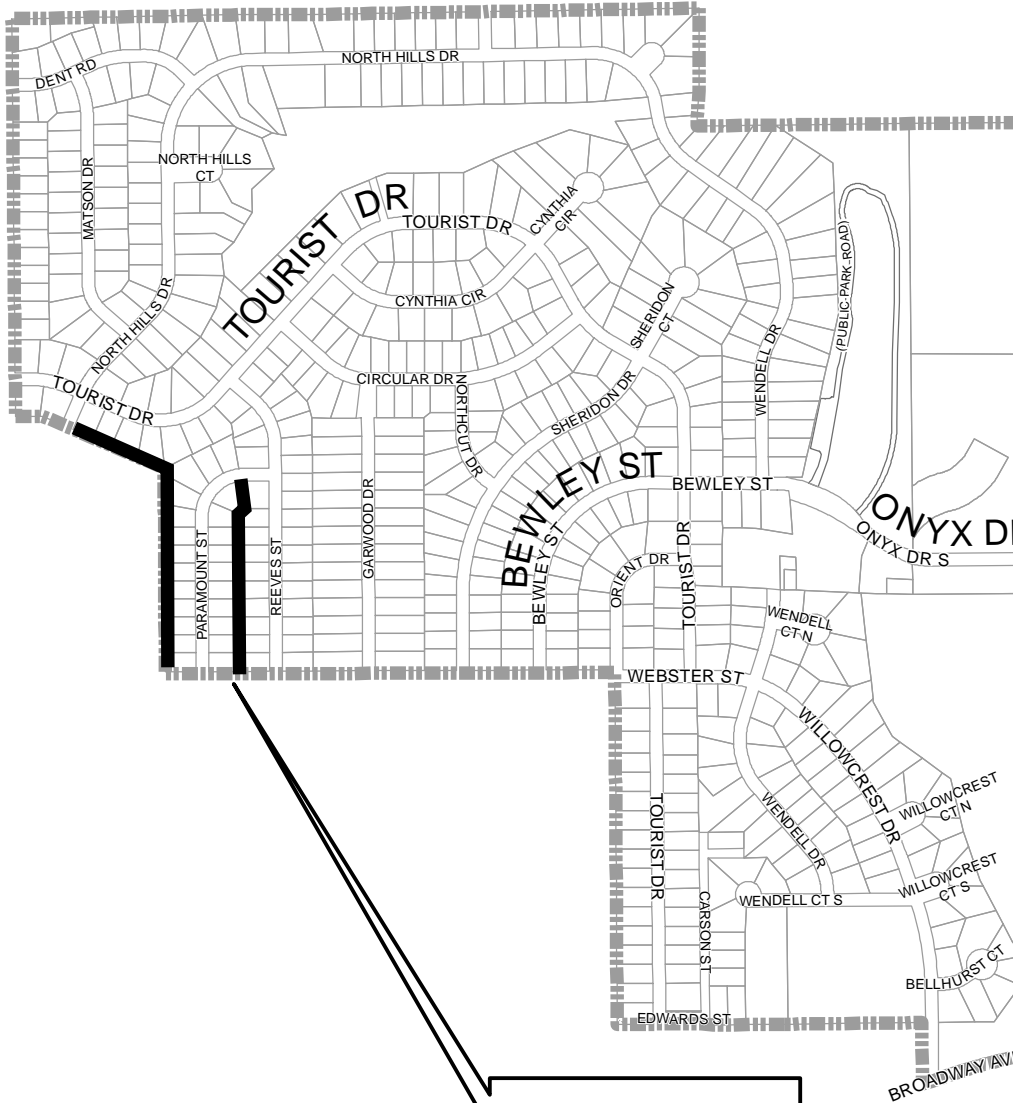 NORTH HILLS DR
DENT RD
NORTH HILLS
CT
MATSON DR
TOURIST DR
TOURIST DR
CYNTHIA
CIR
(PUBLIC-PARK-ROAD)
NORTH HILLS DR
CYNTHIA CIR
SHERIDON
CT
WENDELL DR
TOURIST DR
CIRCULAR DR
NORTHCUT DR
SHERIDON DR
BEWLEY ST
BEWLEY ST
ONYX
ONYX DR S
PARAMOUNT ST
REEVES ST
GARWOOD DR
BEWLEY ST
ORIENT DR
TOURIST DR
WENDELL
CT N
WEBSTER ST
WILLOWCREST DR
WILLOWCREST
CT N
TOURIST DR
WENDELL DR
WILLOWCREST
CT S
CARSON ST
WENDELL CT S
BELLHURST CT
EDWARDS ST
BROADWAY AV